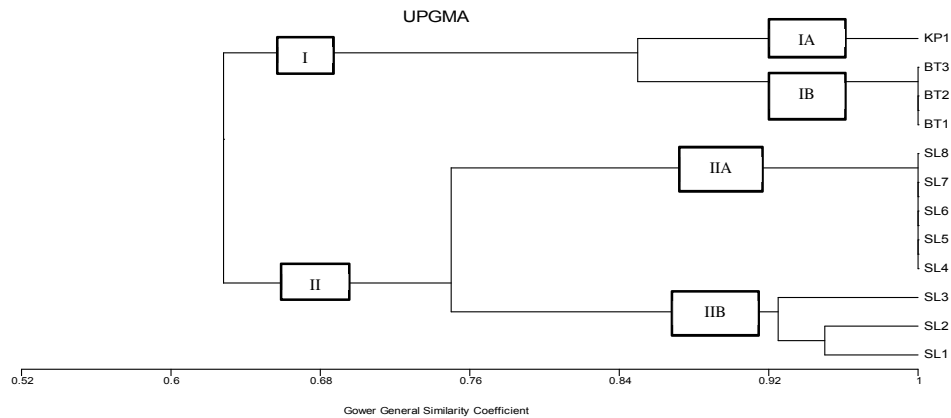 UPGMA
IA
KP1
I
BT3
IB
BT2
BT1
SL8
IIA
SL7
SL6
SL5
SL4
II
SL3
IIB
SL2
SL1
0.52 0.6 0.68 0.76 0.84 0.92 1
Gower General Similarity Coefficient